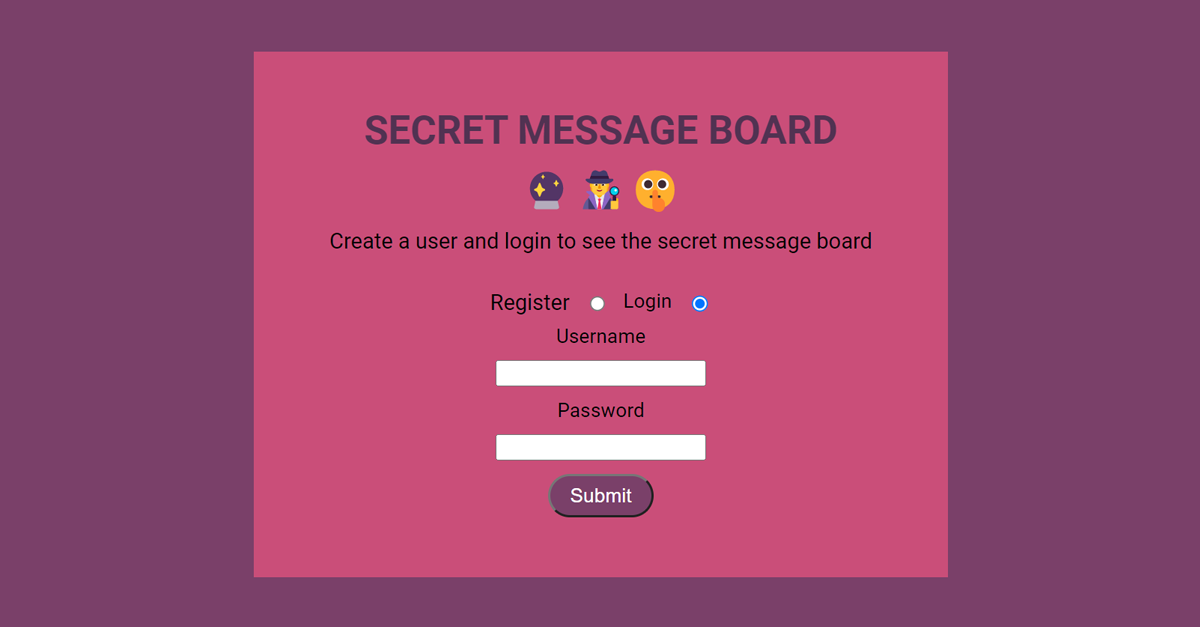 SECRET MESSAGE BOARD
Create a user and login to see the secret message board
Register Login
Username
Password
Submit